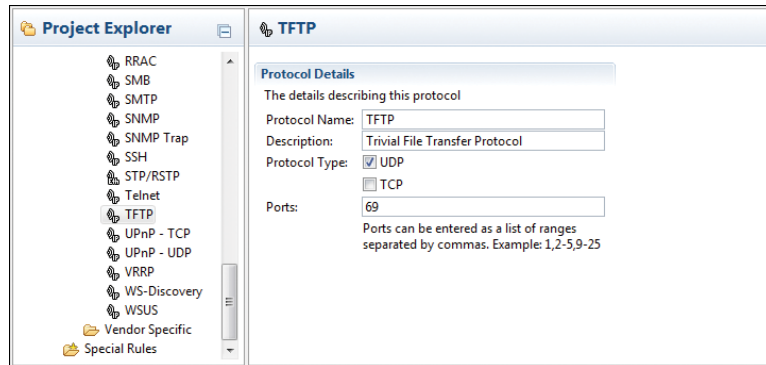 Project Explorer
RRAC
SMB
SMTP
SNMP
SNMP Trap
SSH
STP/RSTP
Telnet
TFTP
UPnP - TCP
UPnP - UDP
VRRP
WS-Discovery
WSUS
Vendor Specific
Special Rules
TFTP
Protocol Details
The details describing this protocol
Protocol Name: TFTP
Description: Trivial File Transfer Protocol
Protocol Type: UDP
TCP
Ports: 69
Ports can be entered as a list of ranges
separated by commas. Example: 1,2-5,9-25